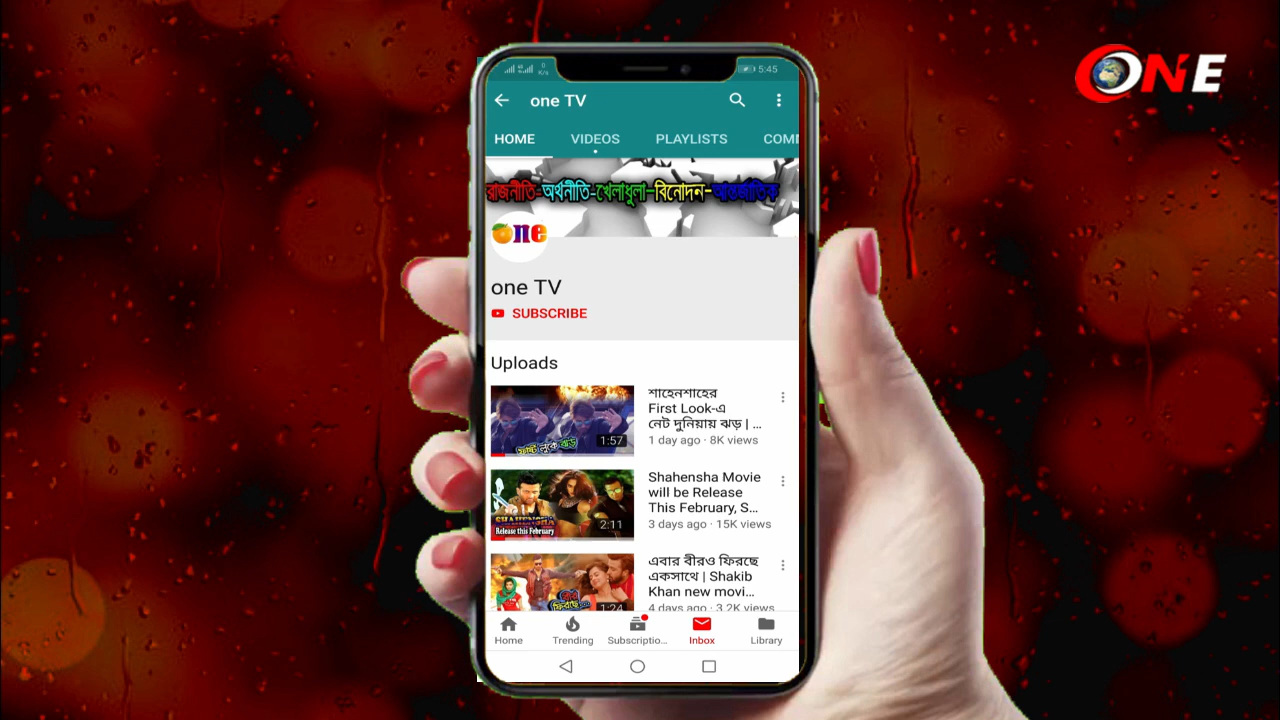 ONE
5:45
one TV
HOME VIDEOS PLAYLISTS COMM
রাজনীতি-অর্থনীতি-খেলাধুলা-বিনোদন-আন্তর্জাতিক
one
one TV
SUBSCRIBE
Uploads
শাহেনশাহের
First Look-এ
নেট দুনিয়ায় ঝড় | ...
1 day ago · 8K views
ফার্স্ট লুকে ঝড়
1:57
Shahensha Movie
will be Release
This February, S...
3 days ago · 15K views
SHAHENSHA
Release this February
2:11
এবার বীরও ফিরছে
একসাথে | Shakib
Khan new movi...
4 days ago · 3.2K views
1:24
Home Trending Subscriptio... Inbox Library